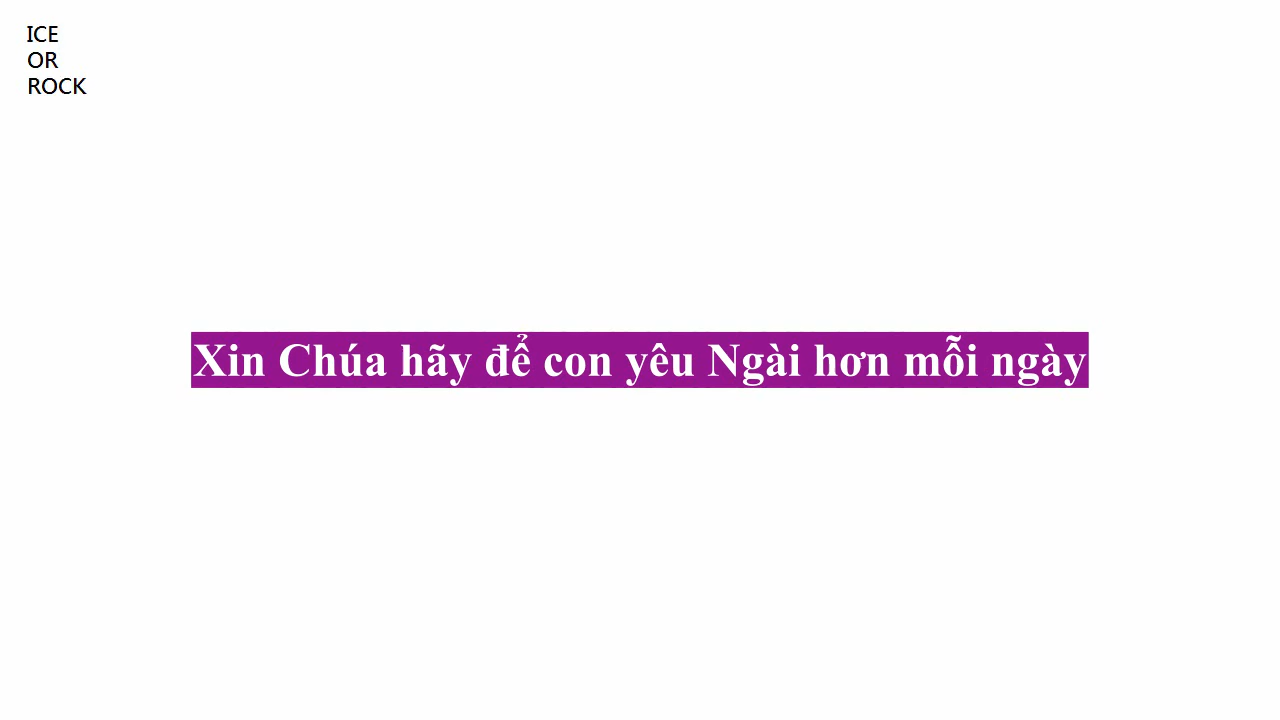 ICE
OR
ROCK
Xin Chúa hãy để con yêu Ngài hơn mỗi ngày